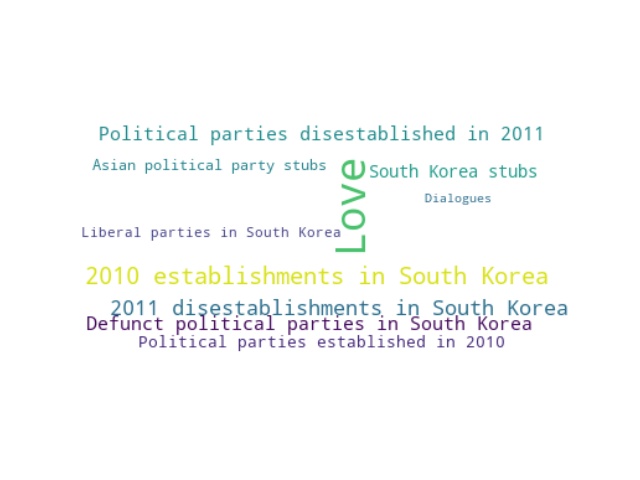 Political parties disestablished in 2011
Asian political party stubs
Love
South Korea stubs
Dialogues
Liberal parties in South Korea
2010 establishments in South Korea
2011 disestablishments in South Korea
Defunct political parties in South Korea
Political parties established in 2010